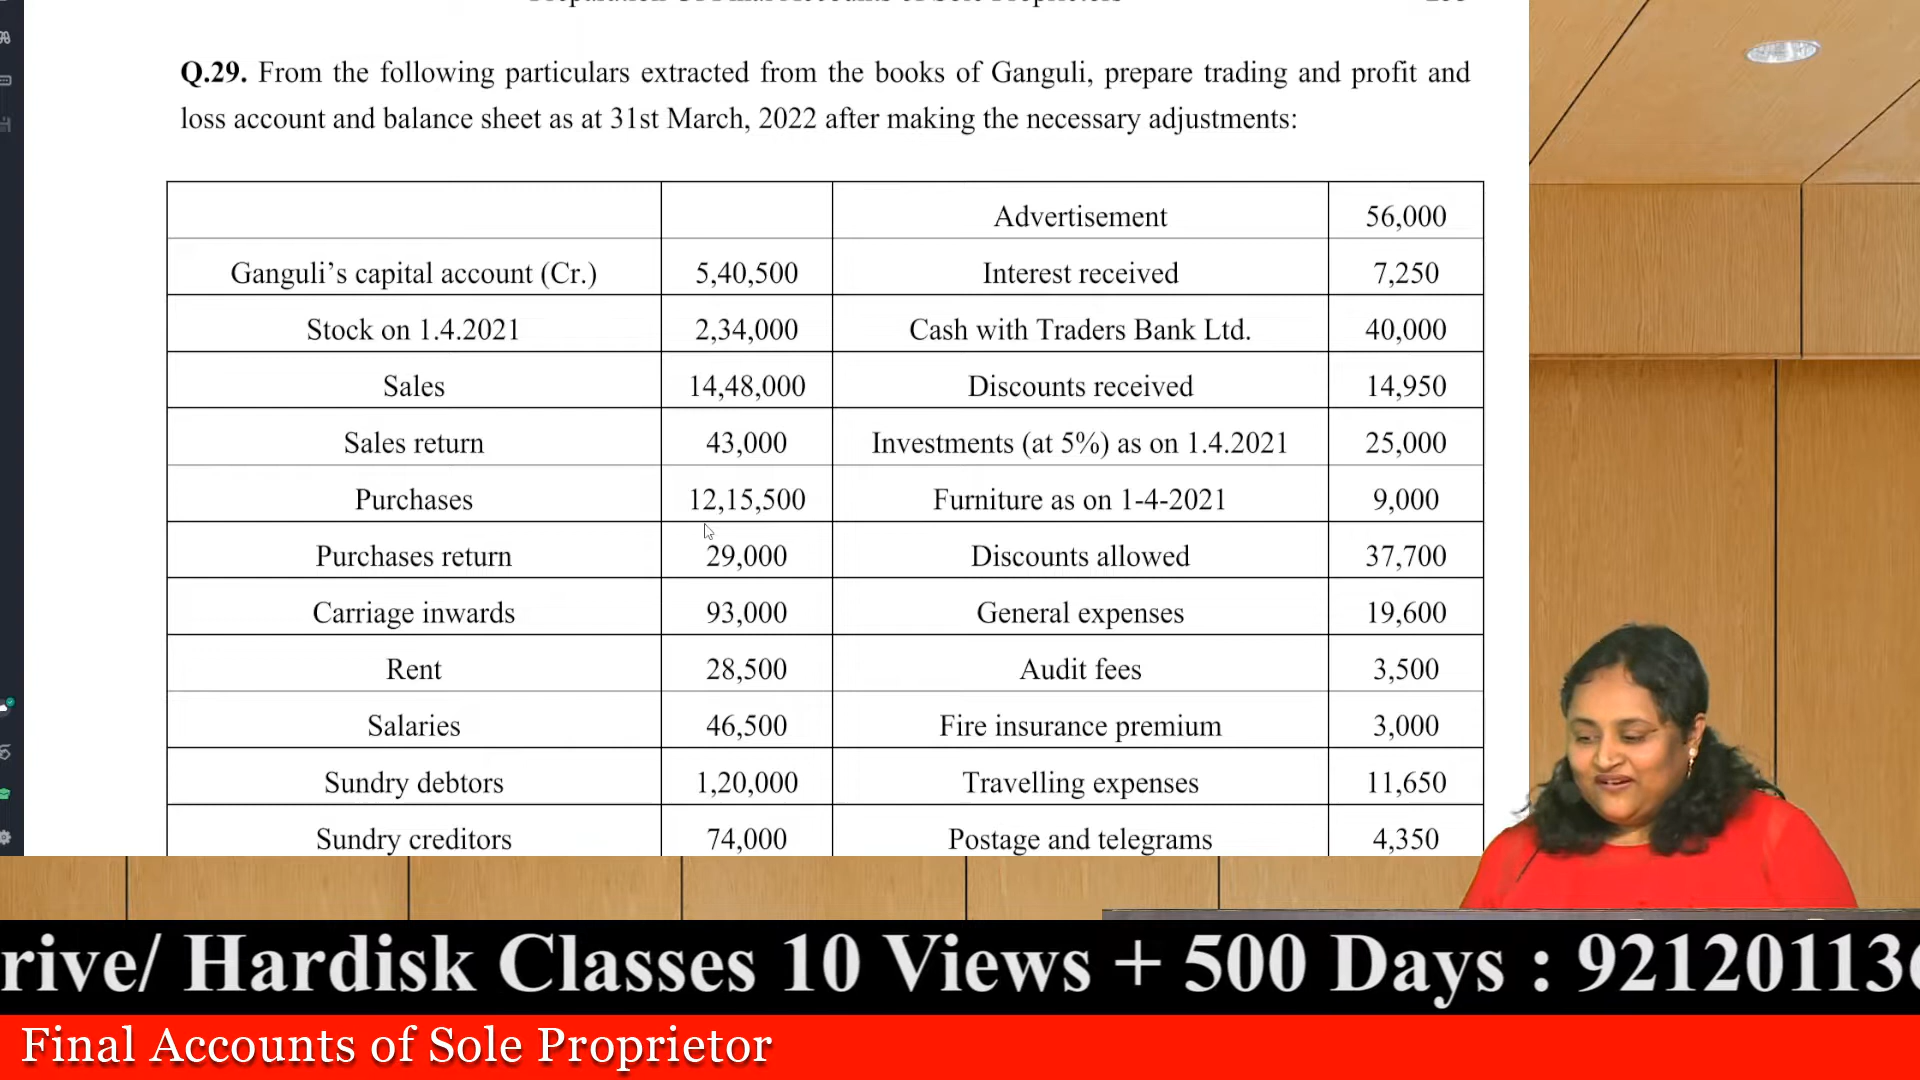 Q.29. From the following particulars extracted from the books of Ganguli, prepare trading and profit and
loss account and balance sheet as at 31st March, 2022 after making the necessary adjustments:
Advertisement 56,000
Ganguli’s capital account (Cr.) 5,40,500 Interest received 7,250
Stock on 1.4.2021 2,34,000 Cash with Traders Bank Ltd. 40,000
Sales 14,48,000 Discounts received 14,950
Sales return 43,000 Investments (at 5%) as on 1.4.2021 25,000
Purchases 12,15,500 Furniture as on 1-4-2021 9,000
Purchases return 29,000 Discounts allowed 37,700
Carriage inwards 93,000 General expenses 19,600
Rent 28,500 Audit fees 3,500
Salaries 46,500 Fire insurance premium 3,000
Sundry debtors 1,20,000 Travelling expenses 11,650
Sundry creditors 74,000 Postage and telegrams 4,350
rive/ Hardisk Classes 10 Views + 500 Days : 92120113
Final Accounts of Sole Proprietor